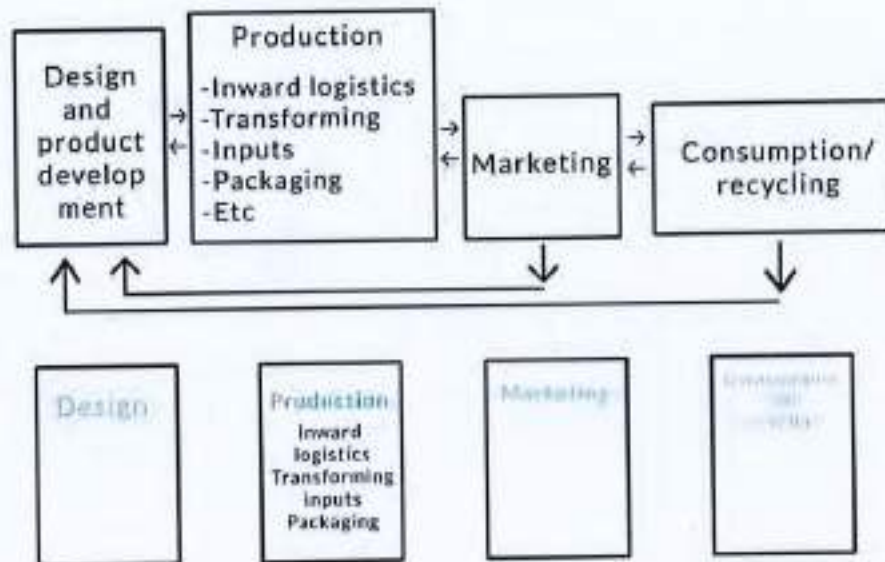 Design
and
product
develop
ment
Production
-Inward logistics
-Transforming
-Inputs
-Packaging
-Etc
Marketing
Consumption/
recycling
Design
Production
Inward
logistics
Transforming
inputs
Packaging
Marketing